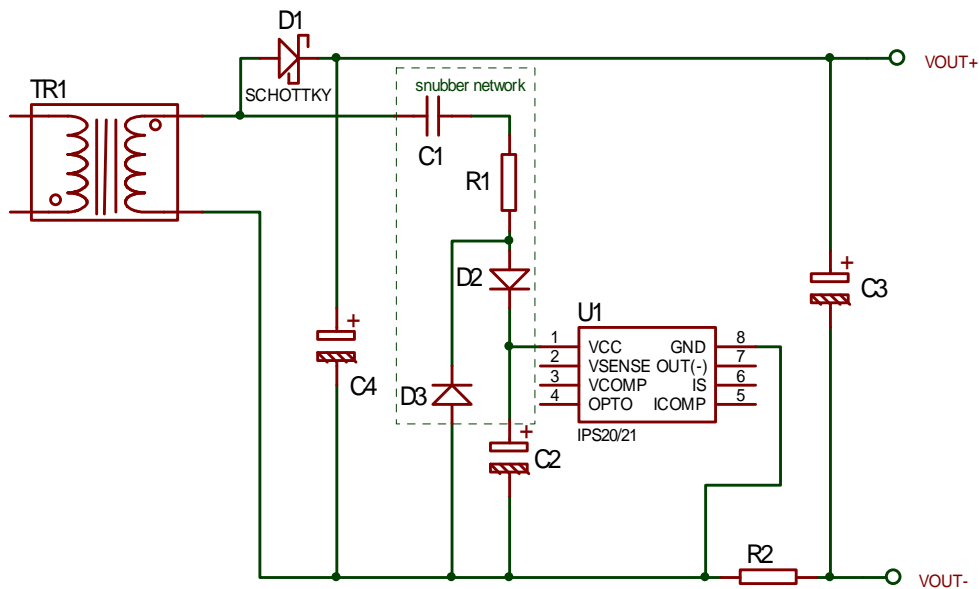 D1
VOUT+
SCHOTTKY
snubber network
TR1
C1
R1
D2
C3
U1
1 VCC GND 8
2 VSENSE OUT(-) 7
3 VCOMP IS 6
4 OPTO ICOMP 5
IPS20/21
+
+
+
C4
D3
C2
R2
VOUT-